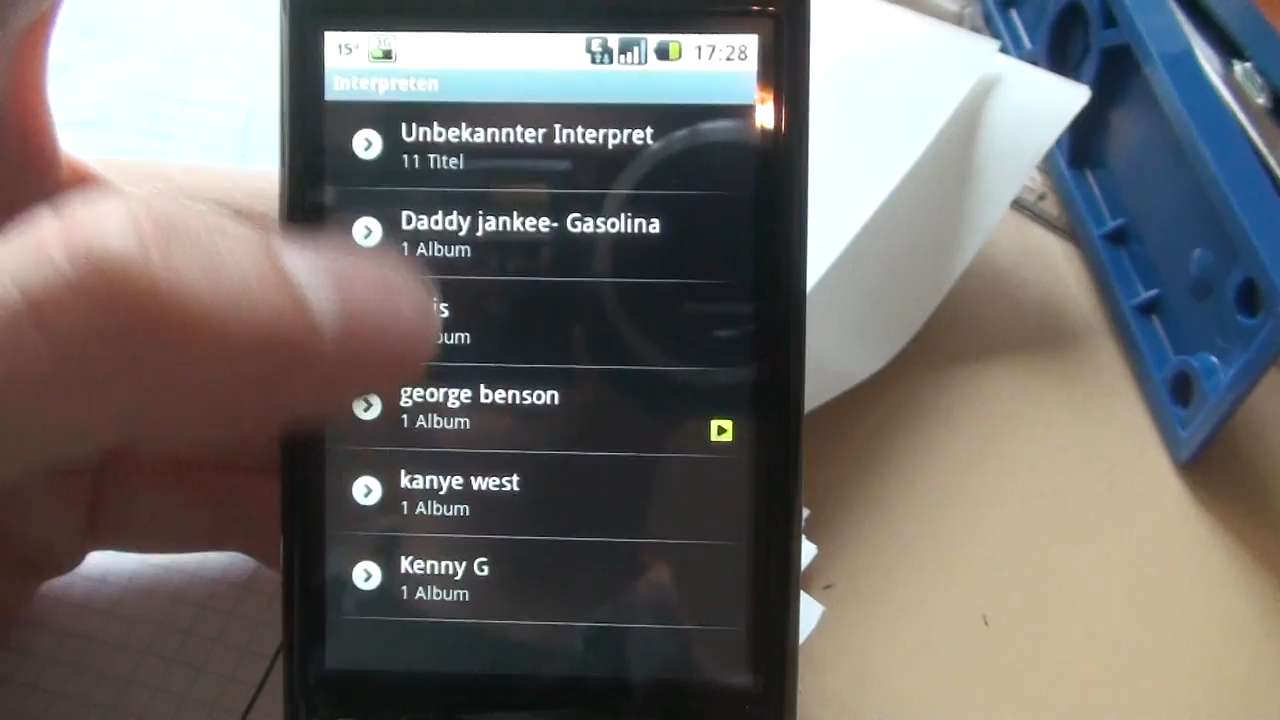 15° 3G E 17:28
Interpreten
Unbekannter Interpret
11 Titel
Daddy jankee- Gasolina
1 Album
george benson
1 Album
kanye west
1 Album
Kenny G
1 Album